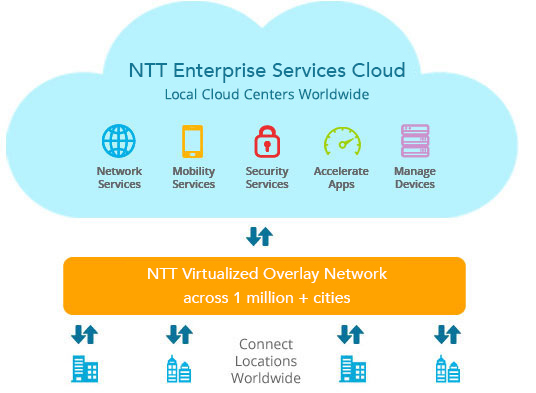 NTT Enterprise Services Cloud
Local Cloud Centers Worldwide
Network
Services
Mobility
Services
Security
Services
Accelerate
Apps
Manage
Devices
NTT Virtualized Overlay Network
across 1 million + cities
Connect
Locations
Worldwide